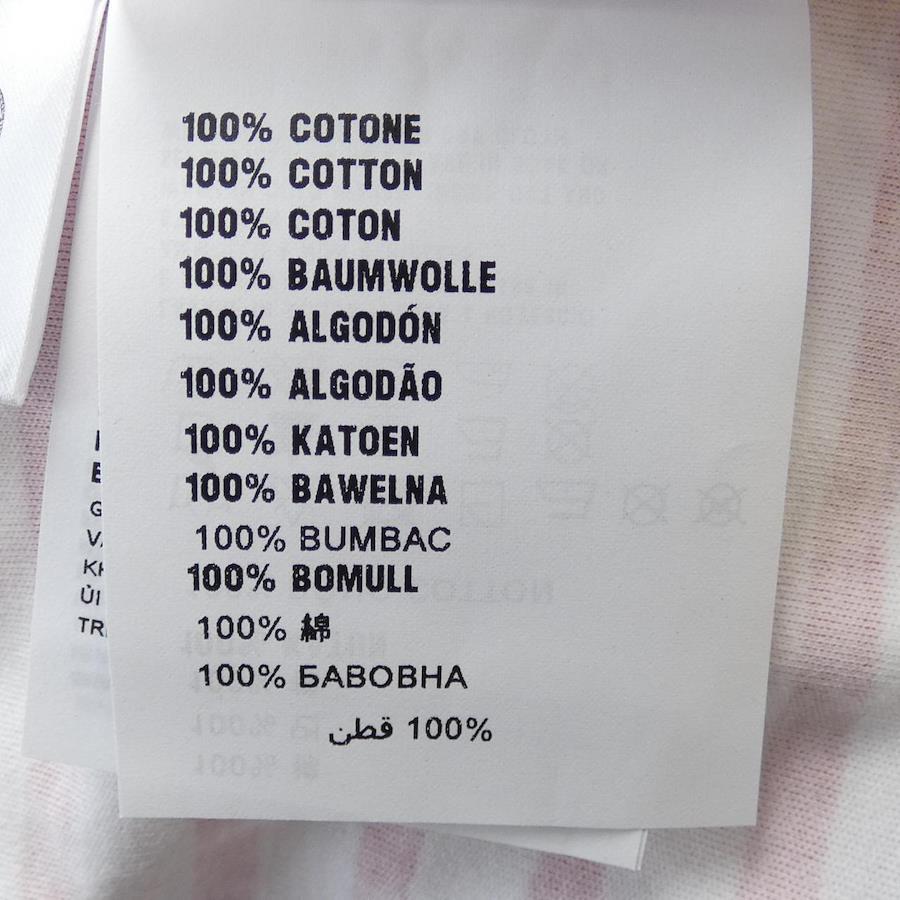 100% COTONE
100% COTTON
100% COTON
100% BAUMWOLLE
100% ALGODÓN
100% ALGODÃO
100% KATOEN
100% BAWELNA
100% BUMBAC
100% BOMULL
100% 綿
100% БАВОВНА
100% قطن